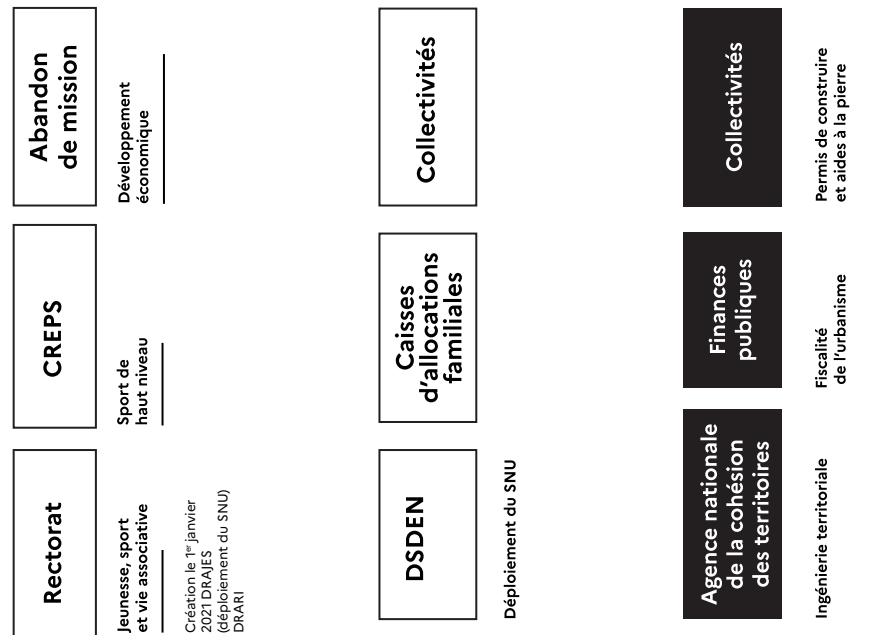 Rectorat
CREPS
Abandon
de mission
Jeunesse, sport
et vie associative
Sport de
haut niveau
Développement
économique
Création le 1er janvier
2021 DRAJES
(déploiement du SNU)
DRARI
DSDEN
Caisses
d'allocations
familiales
Collectivités
Déploiement du SNU
Agence nationale
de la cohésion
des territoires
Finances
publiques
Collectivités
Ingénierie territoriale
Fiscalité
de l'urbanisme
Permis de construire
et aides à la pierre